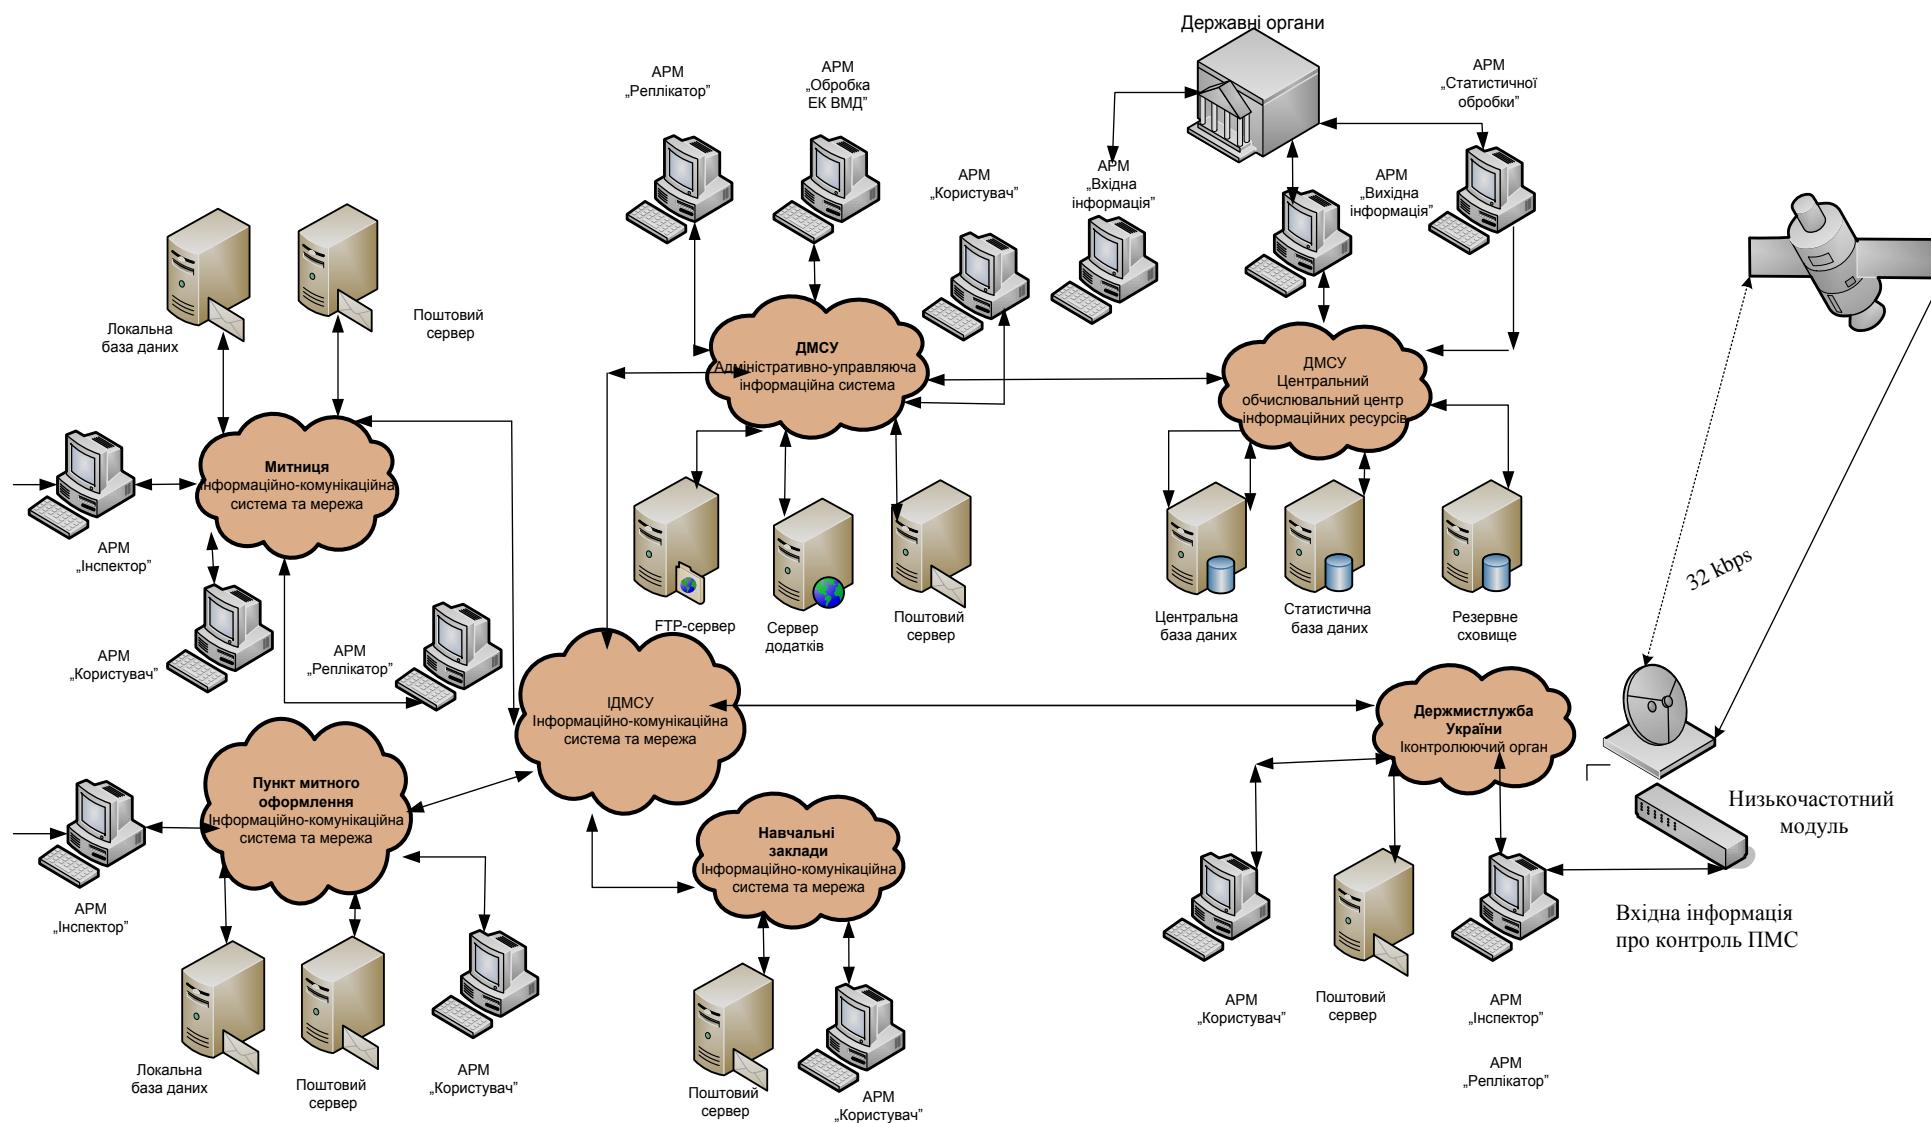 Державні органи
АРМ
„Реплікатор”
АРМ
„Обробка
ЕК ВМД”
АРМ
„Користувач”
АРМ
„Вхідна
інформація”
АРМ
„Вихідна
інформація”
АРМ
„Статистичної
обробки”
Локальна
база даних
Поштовий
сервер
ДМСУ
Адміністративно-управляюча
інформаційна система
ДМСУ
Центральний
обчислювальний центр
інформаційних ресурсів
Митниця
Інформаційно-комунікаційна
система та мережа
АРМ
„Інспектор”
АРМ
„Користувач”
АРМ
„Реплікатор”
FTP-сервер
Сервер
додатків
Поштовий
сервер
Центральна
база даних
Статистична
база даних
Резервне
сховище
32 kbps
ІДМСУ
Інформаційно-комунікаційна
система та мережа
Держмистлужба
України
Іконтролюючий орган
Пункт митного
оформлення
Інформаційно-комунікаційна
система та мережа
Навчальні
заклади
Інформаційно-комунікаційна
система та мережа
Низькочастотний
модуль
АРМ
„Інспектор”
Вхідна інформація
про контроль ПМС
Локальна
база даних
Поштовий
сервер
АРМ
„Користувач”
Поштовий
сервер
АРМ
„Користувач”
АРМ
„Користувач”
Поштовий
сервер
АРМ
„Інспектор”
АРМ
„Реплікатор”